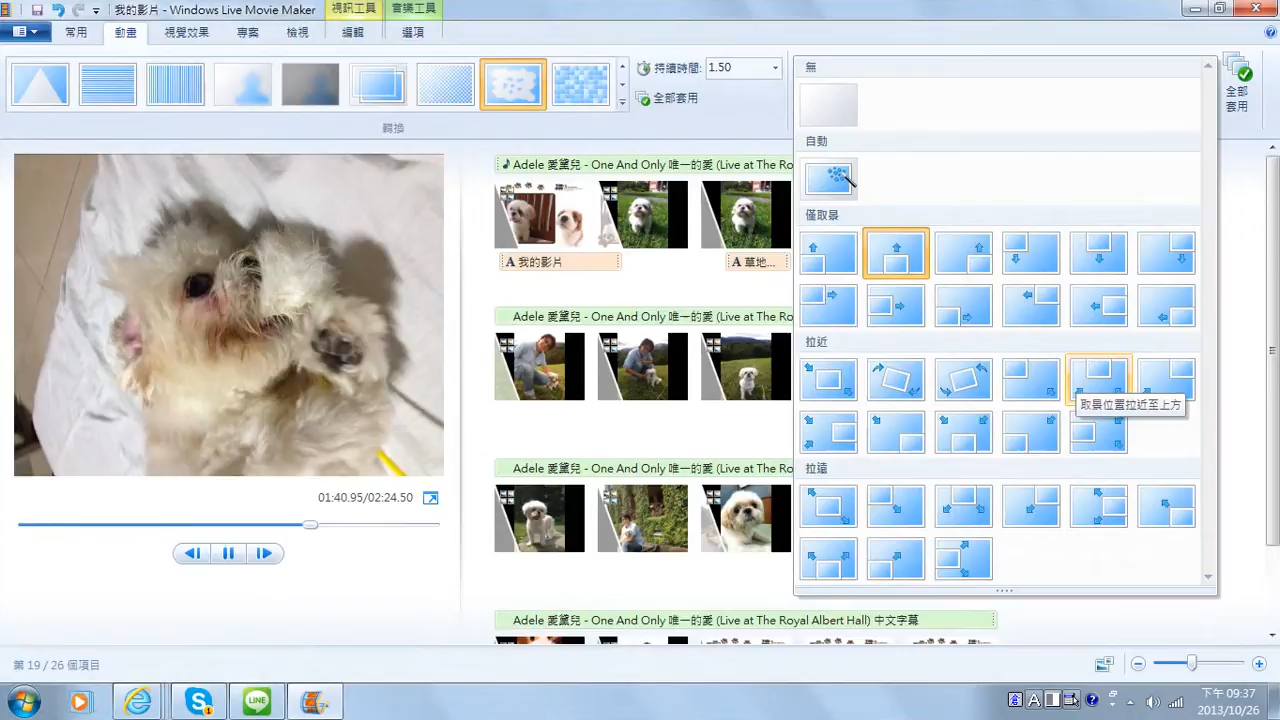 我的影片 - Windows Live Movie Maker
視訊工具
音樂工具
常用
動畫
視覺效果
專案
檢視
編輯
選項
持續時間: 1.50
全部套用
轉換
全部
套用
無
自動
僅取景
拉近
取景位置拉近至上方
拉遠
01:40.95/02:24.50
Adele 愛黛兒 - One And Only 唯一的愛 (Live at The Ro
A 我的影片
A 草地...
Adele 愛黛兒 - One And Only 唯一的愛 (Live at The Ro
Adele 愛黛兒 - One And Only 唯一的愛 (Live at The Ro
Adele 愛黛兒 - One And Only 唯一的愛 (Live at The Royal Albert Hall) 中文字幕
第 19 / 26 個項目
LINE
A
下午 09:37
2013/10/26